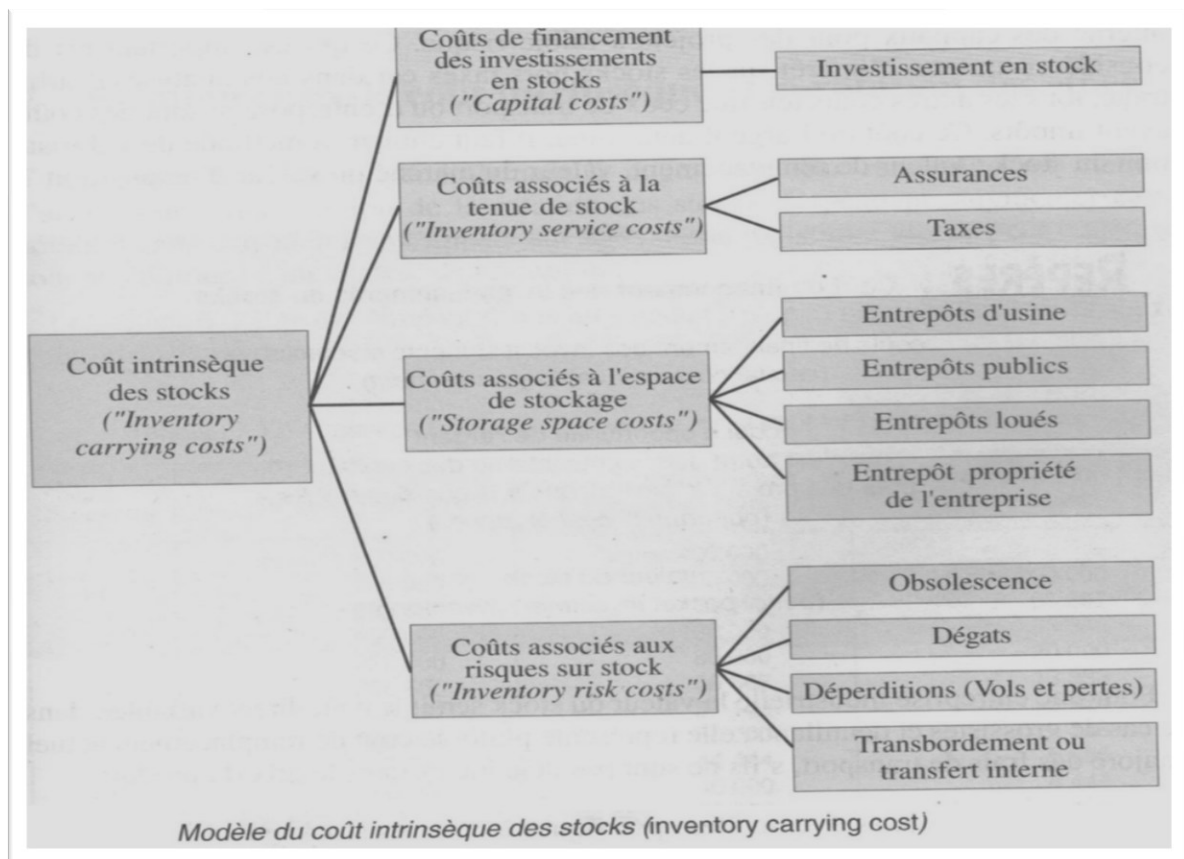 Coûts de financement
des investissements
en stocks
("Capital costs")
Investissement en stock
Coûts associés à la
tenue de stock
("Inventory service costs")
Assurances
Taxes
Coût intrinsèque
des stocks
("Inventory
carrying costs")
Coûts associés à l'espace
de stockage
("Storage space costs")
Entrepôts d'usine
Entrepôts publics
Entrepôts loués
Entrepôt propriété
de l'entreprise
Coûts associés aux
risques sur stock
("Inventory risk costs")
Obsolescence
Dégats
Déperditions (Vols et pertes)
Transbordement ou
transfert interne
Modèle du coût intrinsèque des stocks (inventory carrying cost)